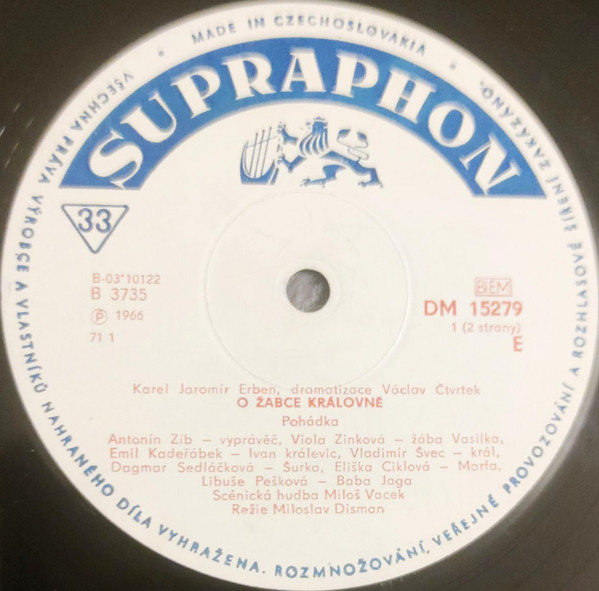 MADE IN CZECHOSLOVAKIA
SUPRAPHON
33
B-03*10122
B 3735
Ⓟ 1966
71 1
BIEM
DM 15279
1 (2 strany)
E
Karel Jaromír Erben, dramatizace Václav Čtvrtek
O ŽABCE KRÁLOVNĚ
Pohádka
Antonín Zíb – vyprávěč, Viola Zinková – žába Vasilka,
Emil Kadeřábek – Ivan králevic, Vladimír Švec – král,
Dagmar Sedláčková – Šurka, Eliška Ciklová – Marfa,
Libuše Pešková – Baba Jaga
Scénická hudba Miloš Vacek
Režie Miloslav Disman
VŠECHNA PRÁVA VÝROBCE A VLASTNÍKŮ NAHRANÉHO DÍLA VYHRAŽENA. ROZMNOŽOVÁNÍ, VEŘEJNÉ PROVOZOVÁNÍ A ROZHLASOVÉ ŠÍŘENÍ ZAKÁZÁNO.